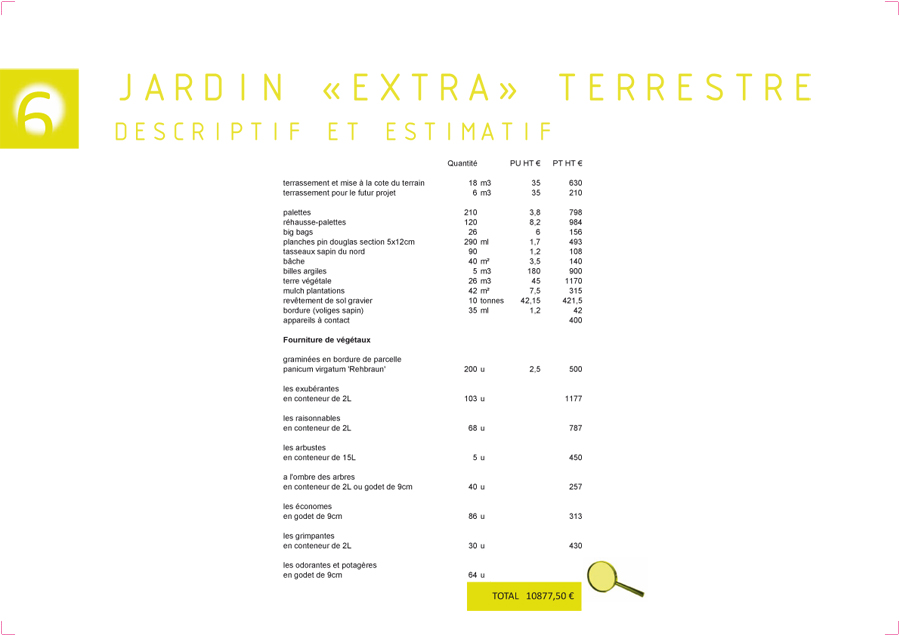 6
JARDIN «EXTRA» TERRESTRE
DESCRIPTIF ET ESTIMATIF
Quantité PU HT € PT HT €
terrassement et mise à la cote du terrain 18 m3 35 630
terrassement pour le futur projet 6 m3 35 210
palettes 210 3,8 798
réhausse-palettes 120 8,2 984
big bags 26 6 156
planches pin douglas section 5x12cm 290 ml 1,7 493
tasseaux sapin du nord 90 1,2 108
bâche 40 m² 3,5 140
billes argiles 5 m3 180 900
terre végétale 26 m3 45 1170
mulch plantations 42 m² 7,5 315
revêtement de sol gravier 10 tonnes 42,15 421,5
bordure (voliges sapin) 35 ml 1,2 42
appareils à contact 400
Fourniture de végétaux
graminées en bordure de parcelle
panicum virgatum 'Rehbraun' 200 u 2,5 500
les exubérantes
en conteneur de 2L 103 u 1177
les raisonnables
en conteneur de 2L 68 u 787
les arbustes
en conteneur de 15L 5 u 450
a l'ombre des arbres
en conteneur de 2L ou godet de 9cm 40 u 257
les économes
en godet de 9cm 86 u 313
les grimpantes
en conteneur de 2L 30 u 430
les odorantes et potagères
en godet de 9cm 64 u
TOTAL 10877,50 €